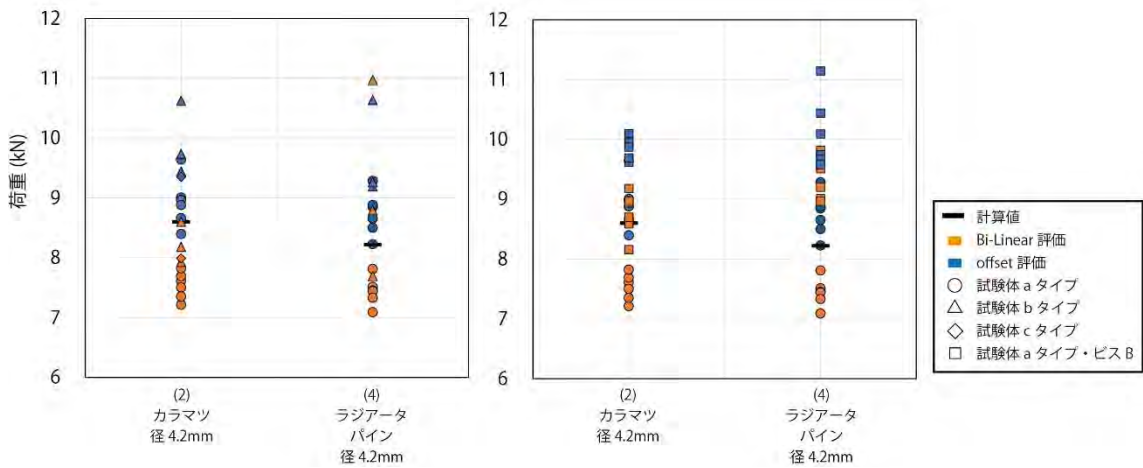 荷重 (kN)
12
11
10
9
8
7
6
(2)
カラマツ
径 4.2mm
(4)
ラジアータ
パイン
径 4.2mm
12
11
10
9
8
7
6
(2)
カラマツ
径 4.2mm
(4)
ラジアータ
パイン
径 4.2mm
計算値
Bi-Linear 評価
offset 評価
試験体 a タイプ
試験体 b タイプ
試験体 c タイプ
試験体 a タイプ・ビス B